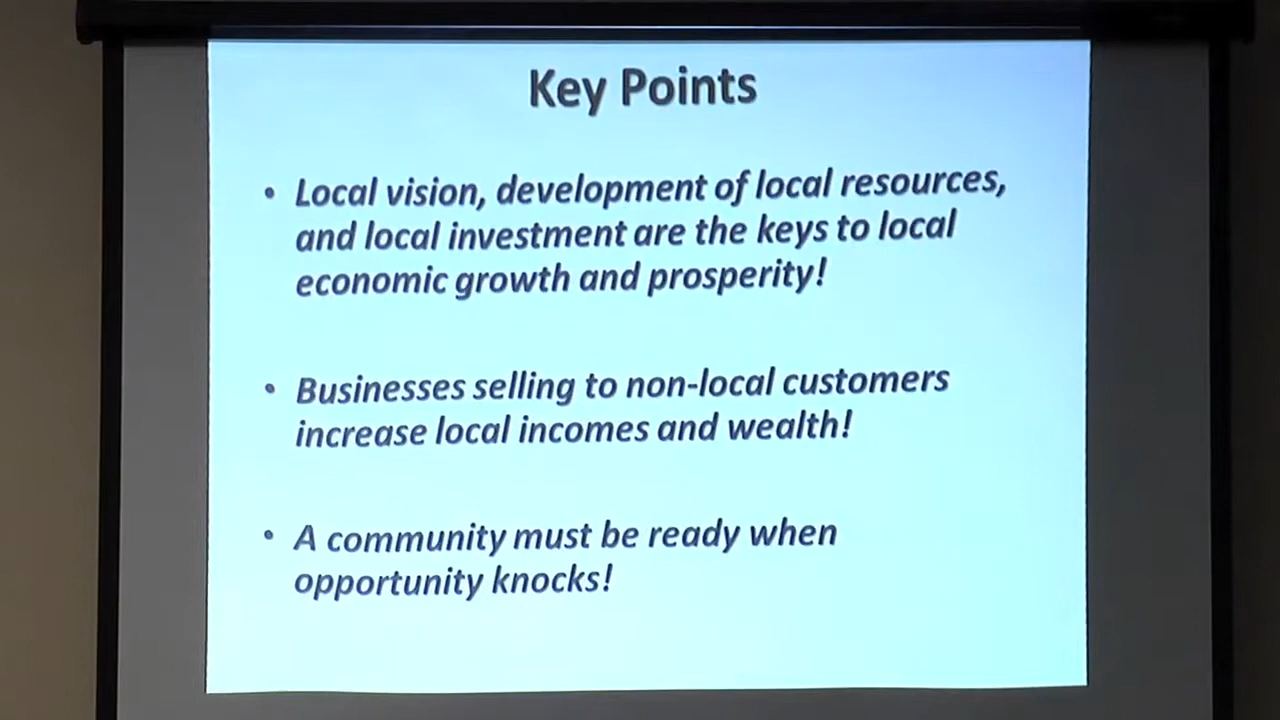 Key Points
• Local vision, development of local resources,
and local investment are the keys to local
economic growth and prosperity!
• Businesses selling to non-local customers
increase local incomes and wealth!
• A community must be ready when
opportunity knocks!